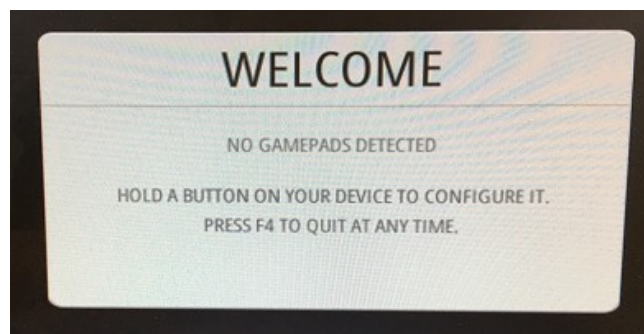 WELCOME
NO GAMEPADS DETECTED
HOLD A BUTTON ON YOUR DEVICE TO CONFIGURE IT.
PRESS F4 TO QUIT AT ANY TIME.